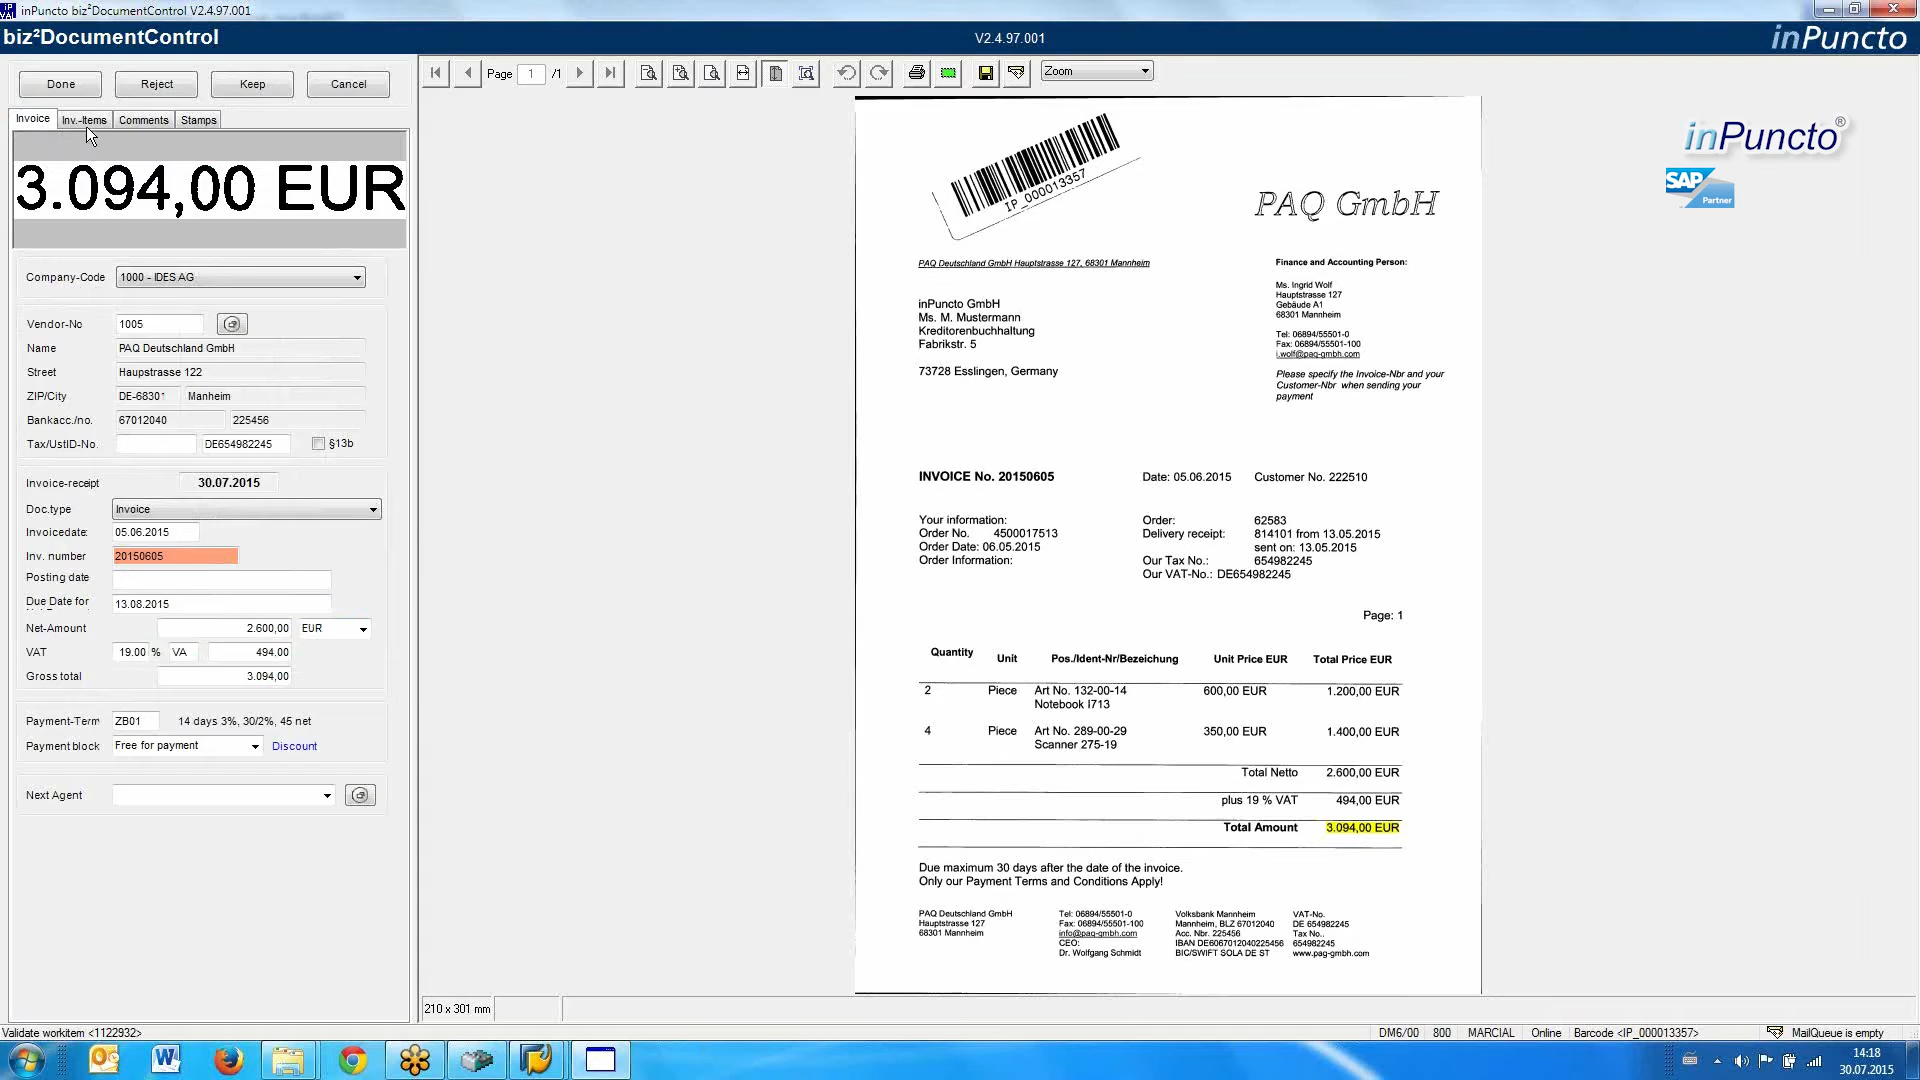 inPuncto biz²DocumentControl V2.4.97.001
biz²DocumentControl
V2.4.97.001
inPuncto
Done
Reject
Keep
Cancel
Page 1 /1
Zoom
Invoice
Inv.-Items
Comments
Stamps
3.094,00 EUR
Company-Code 1000 - IDES AG
Vendor-No 1005
Name PAQ Deutschland GmbH
Street Haupstrasse 122
ZIP/City DE-68301 Manheim
Bankacc./no. 67012040 225456
Tax/UstID-No. DE654982245 §13b
Invoice-receipt 30.07.2015
Doc.type Invoice
Invoicedate: 05.06.2015
Inv. number 20150605
Posting date
Due Date for 13.08.2015
Net-Amount 2.600,00 EUR
VAT 19.00 % VA 494.00
Gross total 3.094,00
Payment-Term ZB01 14 days 3%, 30/2%, 45 net
Payment block Free for payment Discount
Next Agent
IP_000013357
PAQ GmbH
inPuncto®
SAP
Partner
PAQ Deutschland GmbH Hauptstrasse 127, 68301 Mannheim
inPuncto GmbH
Ms. M. Mustermann
Kreditorenbuchhaltung
Fabrikstr. 5
73728 Esslingen, Germany
Finance and Accounting Person:
Ms. Ingrid Wolf
Hauptstrasse 127
Gebäude A1
68301 Mannheim
Tel: 06894/55501-0
Fax: 06894/55501-100
i.wolf@paq-gmbh.com
Please specify the Invoice-Nbr and your
Customer-Nbr when sending your
payment
INVOICE No. 20150605 Date: 05.06.2015 Customer No. 222510
Your information:
Order No. 4500017513
Order Date: 06.05.2015
Order Information:
Order: 62583
Delivery receipt: 814101 from 13.05.2015
sent on: 13.05.2015
Our Tax No.: 654982245
Our VAT-No.: DE654982245
Page: 1
Quantity Unit Pos./Ident-Nr/Bezeichung Unit Price EUR Total Price EUR
2 Piece Art No. 132-00-14 600,00 EUR 1.200,00 EUR
Notebook I713
4 Piece Art No. 289-00-29 350,00 EUR 1.400,00 EUR
Scanner 275-19
Total Netto 2.600,00 EUR
plus 19 % VAT 494,00 EUR
Total Amount 3.094,00 EUR
Due maximum 30 days after the date of the invoice.
Only our Payment Terms and Conditions Apply!
PAQ Deutschland GmbH
Hauptstrasse 127
68301 Mannheim
Tel: 06894/55501-0
Fax: 06894/55501-100
info@paq-gmbh.com
CEO:
Dr. Wolfgang Schmidt
Volksbank Mannheim
Mannheim, BLZ 67012040
Acc. Nbr. 225456
IBAN DE6067012040225456
BIC/SWIFT SOLA DE ST
VAT-No.
DE 654982245
Tax No..
654982245
www.paq-gmbh.com
210 x 301 mm
Validate workitem <1122932>
DM6/00 800 MARCIAL Online Barcode <IP_000013357> MailQueue is empty
14:18
30.07.2015